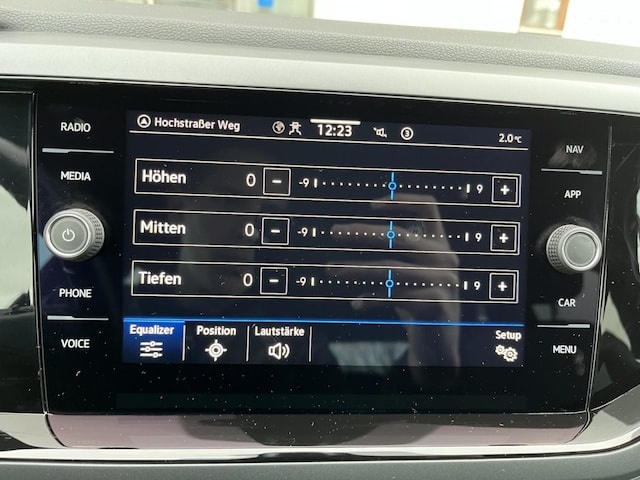 RADIO
MEDIA
PHONE
VOICE
Hochstraßer Weg 12:23 3 2.0°C
Höhen 0 - -9 9 +
Mitten 0 - -9 9 +
Tiefen 0 - -9 9 +
Equalizer Position Lautstärke Setup
NAV
APP
CAR
MENU